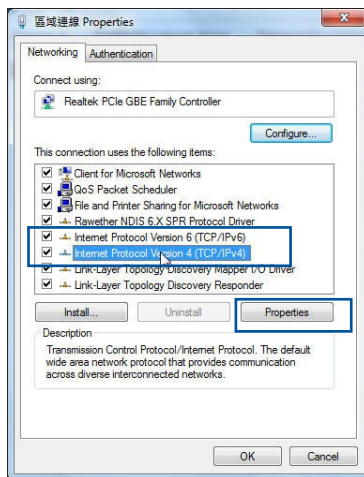 區域連線 Properties
Networking Authentication
Connect using:
Realtek PCIe GBE Family Controller
Configure...
This connection uses the following items:
Client for Microsoft Networks
QoS Packet Scheduler
File and Printer Sharing for Microsoft Networks
Rawether NDIS 6.X SPR Protocol Driver
Internet Protocol Version 6 (TCP/IPv6)
Internet Protocol Version 4 (TCP/IPv4)
Link-Layer Topology Discovery Mapper I/O Driver
Link-Layer Topology Discovery Responder
Install... Uninstall Properties
Description
Transmission Control Protocol/Internet Protocol. The default
wide area network protocol that provides communication
across diverse interconnected networks.
OK Cancel